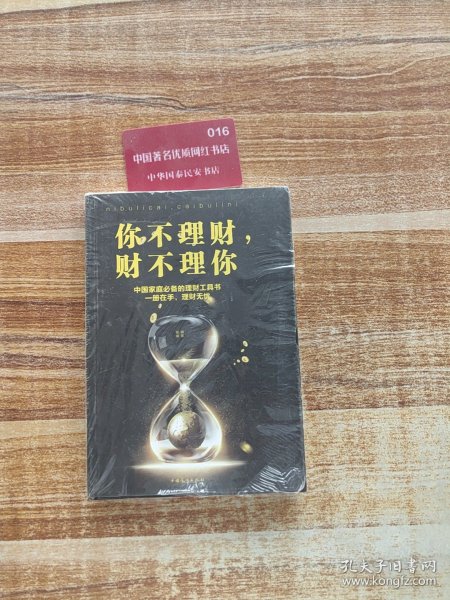 016
中国著名优质网红书店
中华国泰民安书店
nibulicai,caibulini
你不理财，
财不理你
中国家庭必备的理财工具书
一册在手，理财无忧
孔夫子旧书网
www.kongfz.com